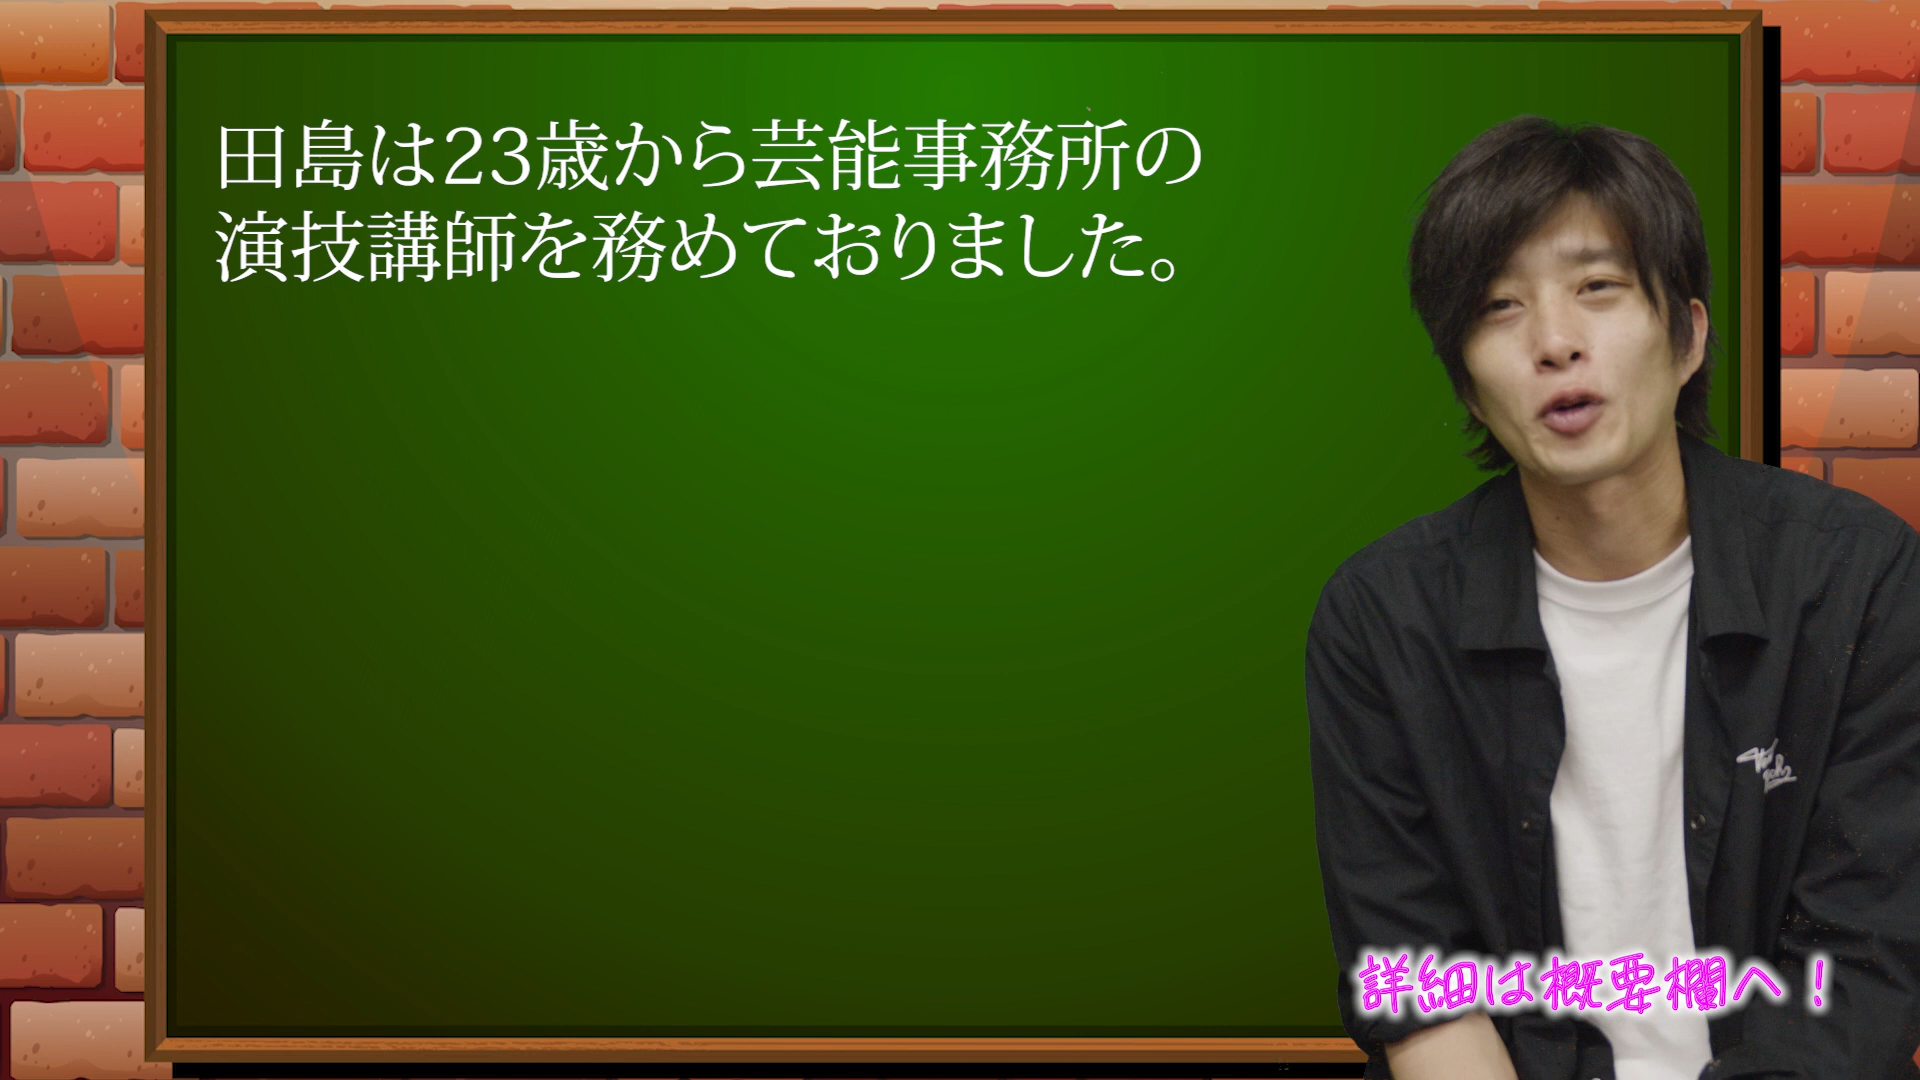 田島は23歳から芸能事務所の
演技講師を務めておりました。
詳細は概要欄へ！